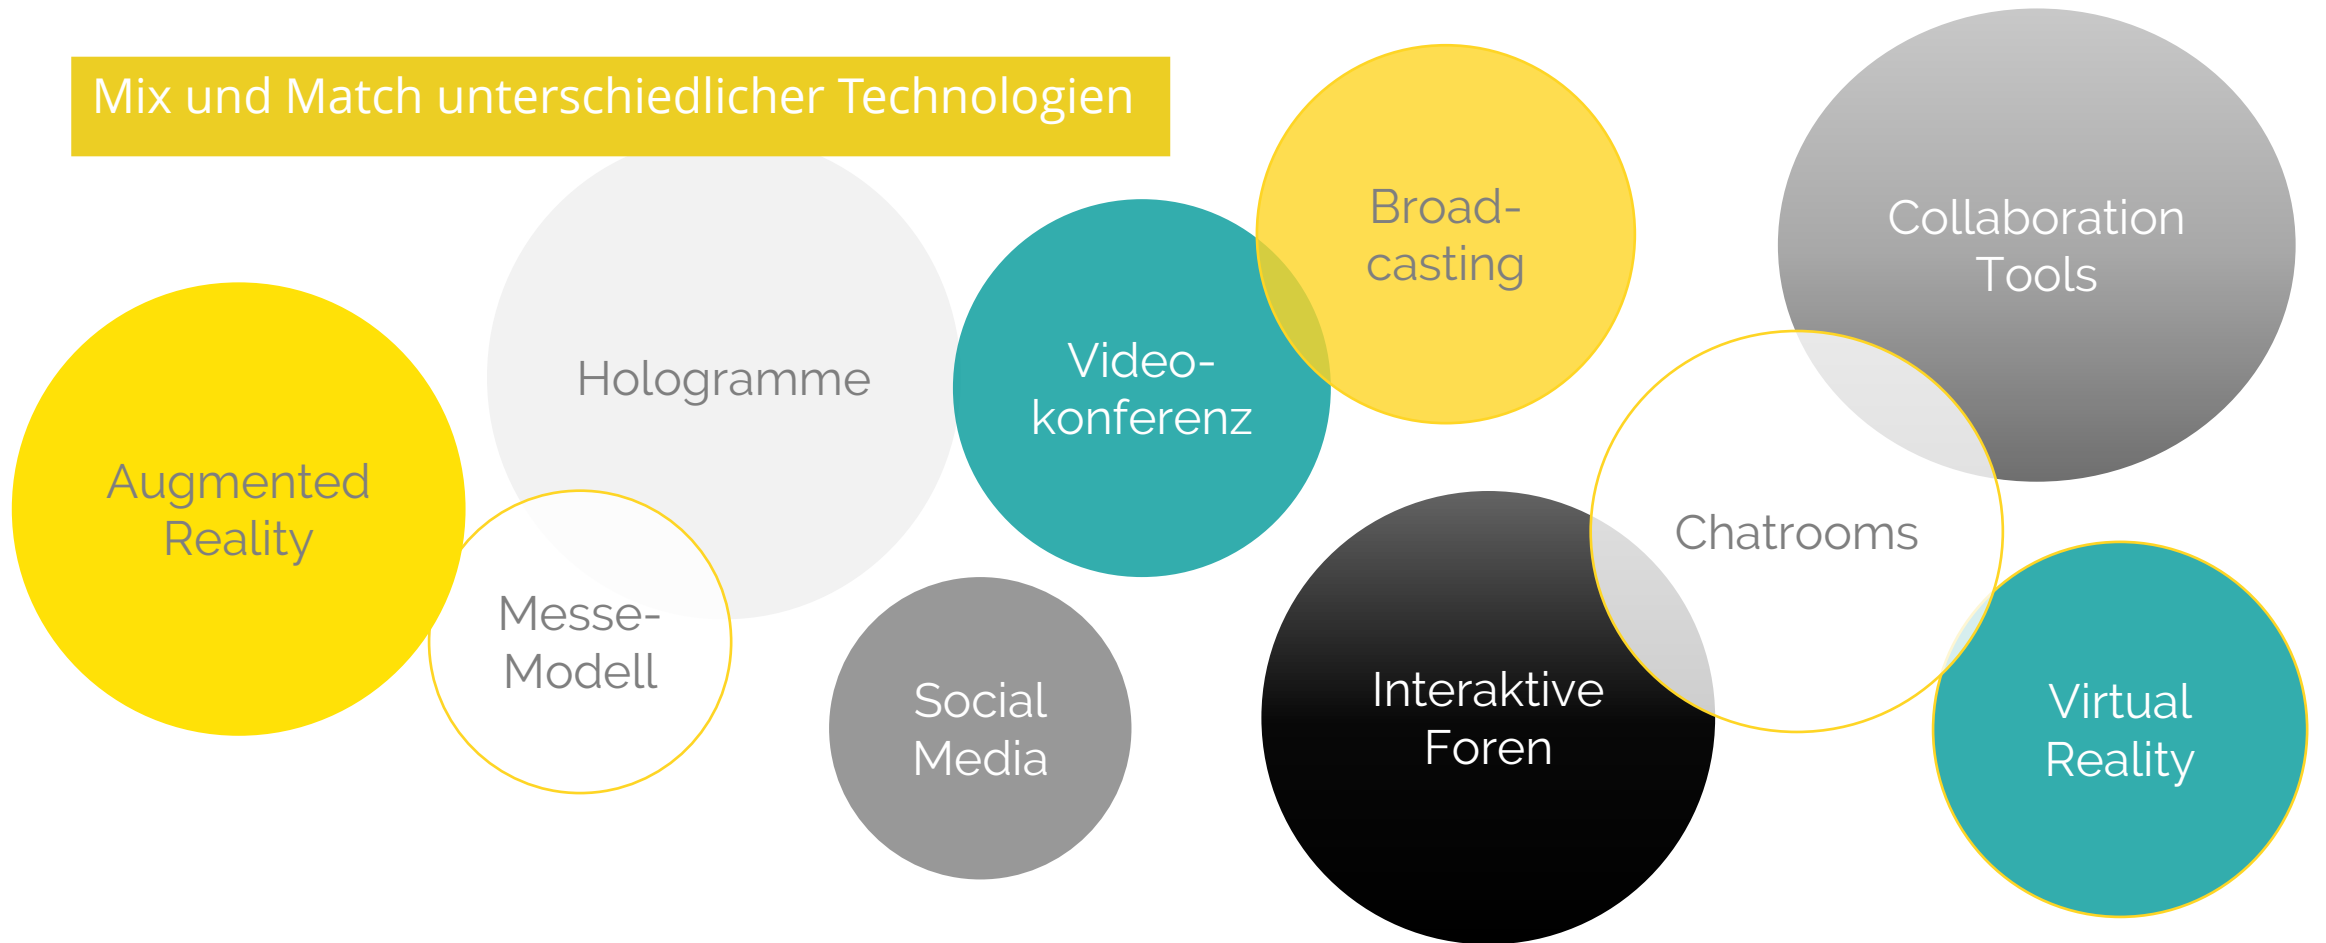 Mix und Match unterschiedlicher Technologien
Broad-
casting
Collaboration
Tools
Hologramme
Video-
konferenz
Augmented
Reality
Chatrooms
Messe-
Modell
Social
Media
Interaktive
Foren
Virtual
Reality